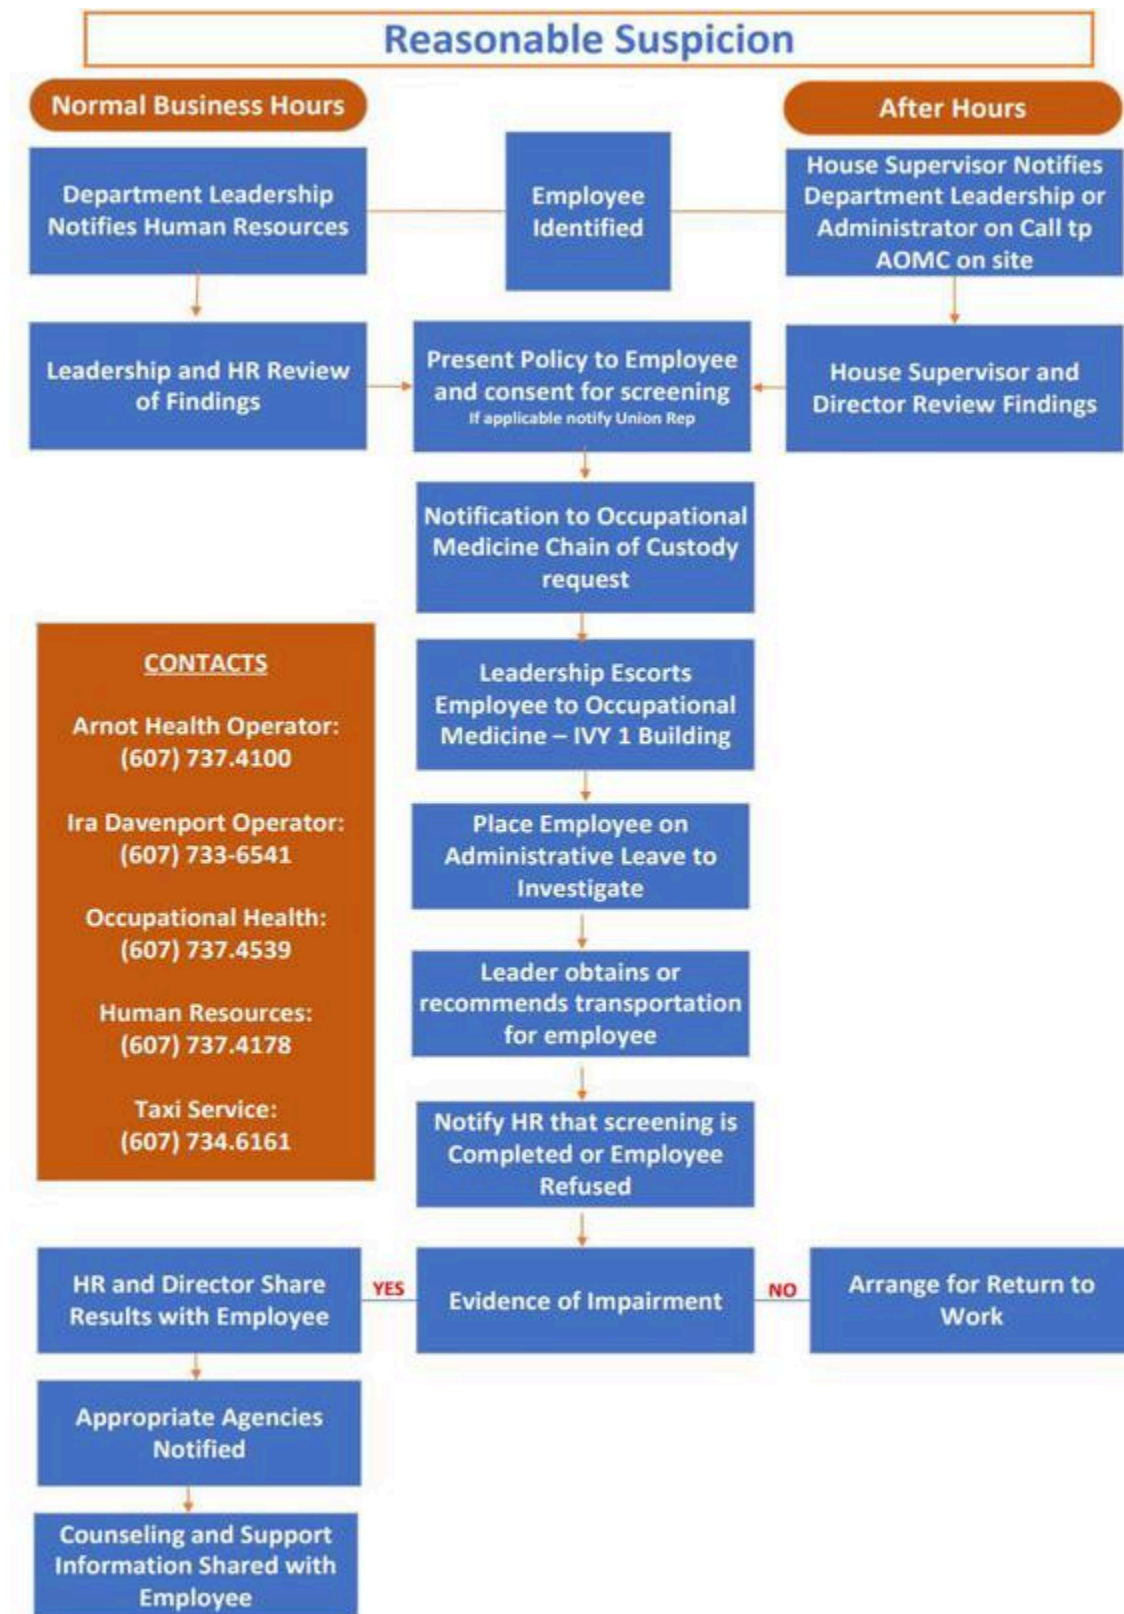 Reasonable Suspicion
Normal Business Hours
After Hours
Department Leadership
Notifies Human Resources
Employee
Identified
House Supervisor Notifies
Department Leadership or
Administrator on Call tp
AOMC on site
Leadership and HR Review
of Findings
Present Policy to Employee
and consent for screening
If applicable notify Union Rep
House Supervisor and
Director Review Findings
Notification to Occupational
Medicine Chain of Custody
request
Leadership Escorts
Employee to Occupational
Medicine – IVY 1 Building
CONTACTS
Arnot Health Operator:
(607) 737.4100
Ira Davenport Operator:
(607) 733-6541
Occupational Health:
(607) 737.4539
Human Resources:
(607) 737.4178
Taxi Service:
(607) 734.6161
Place Employee on
Administrative Leave to
Investigate
Leader obtains or
recommends transportation
for employee
Notify HR that screening is
Completed or Employee
Refused
HR and Director Share
Results with Employee
YES
Evidence of Impairment
NO
Arrange for Return to
Work
Appropriate Agencies
Notified
Counseling and Support
Information Shared with
Employee